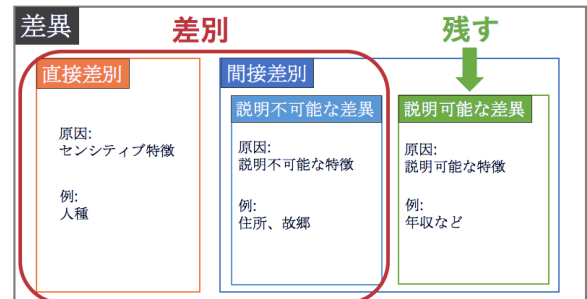 差異
差別
残す
直接差別
原因:
センシティブ特徴
例:
人種
間接差別
説明不可能な差異
原因:
説明不可能な特徴
例:
住所、故郷
説明可能な差異
原因:
説明可能な特徴
例:
年収など